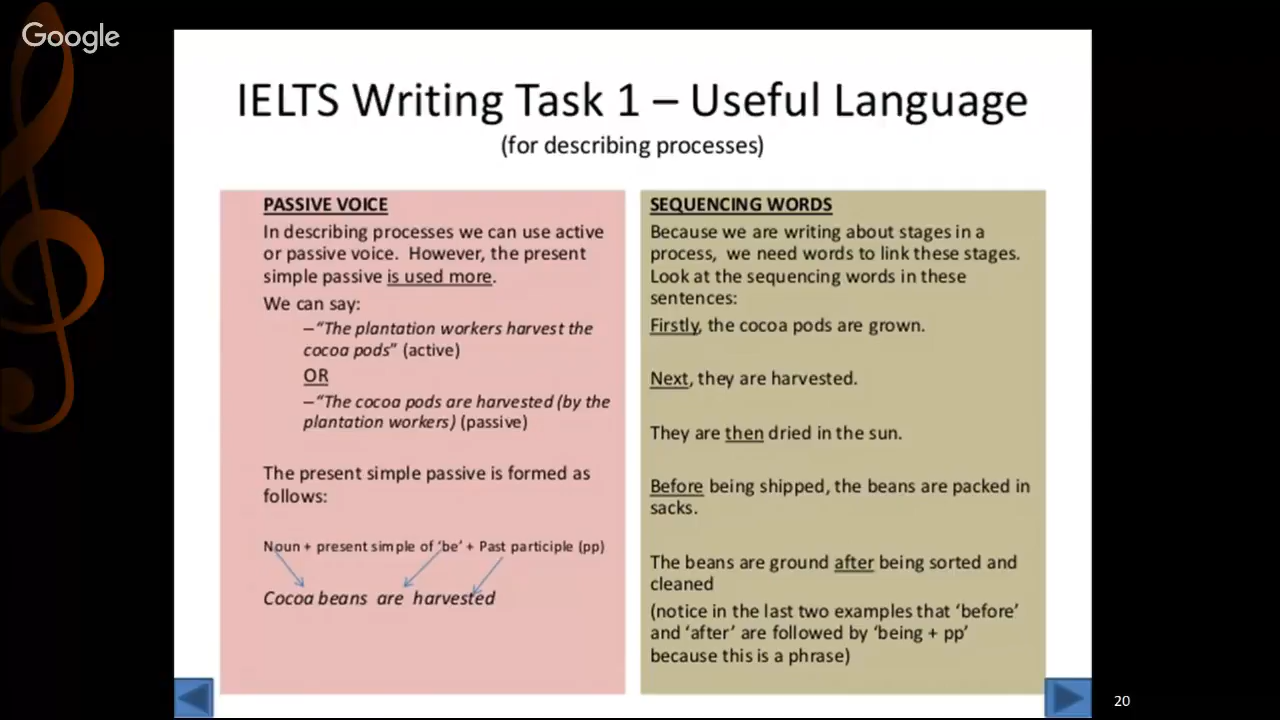 Google
IELTS Writing Task 1 – Useful Language
(for describing processes)
PASSIVE VOICE
In describing processes we can use active
or passive voice. However, the present
simple passive is used more.
We can say:
–“The plantation workers harvest the
cocoa pods” (active)
OR
–“The cocoa pods are harvested (by the
plantation workers) (passive)
The present simple passive is formed as
follows:
Noun + present simple of ‘be’ + Past participle (pp)
Cocoa beans are harvested
SEQUENCING WORDS
Because we are writing about stages in a
process, we need words to link these stages.
Look at the sequencing words in these
sentences:
Firstly, the cocoa pods are grown.
Next, they are harvested.
They are then dried in the sun.
Before being shipped, the beans are packed in
sacks.
The beans are ground after being sorted and
cleaned
(notice in the last two examples that ‘before’
and ‘after’ are followed by ‘being + pp’
because this is a phrase)
20